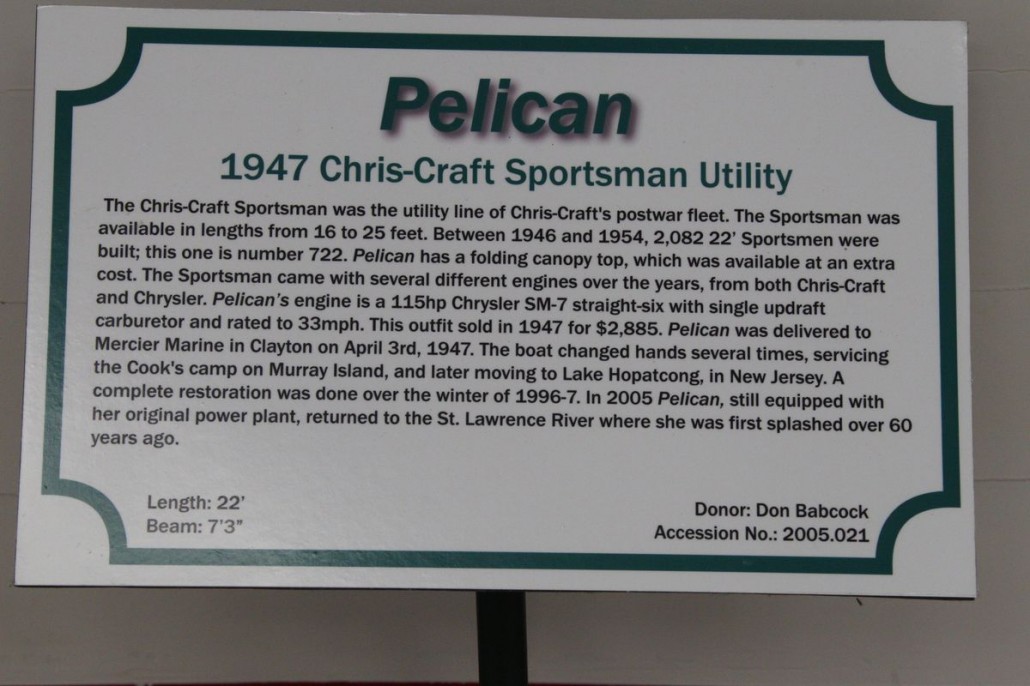 Pelican
1947 Chris-Craft Sportsman Utility
The Chris-Craft Sportsman was the utility line of Chris-Craft's postwar fleet. The Sportsman was
available in lengths from 16 to 25 feet. Between 1946 and 1954, 2,082 22' Sportsmen were
built; this one is number 722. Pelican has a folding canopy top, which was available at an extra
cost. The Sportsman came with several different engines over the years, from both Chris-Craft
and Chrysler. Pelican's engine is a 115hp Chrysler SM-7 straight-six with single updraft
carburetor and rated to 33mph. This outfit sold in 1947 for $2,885. Pelican was delivered to
Mercier Marine in Clayton on April 3rd, 1947. The boat changed hands several times, servicing
the Cook's camp on Murray Island, and later moving to Lake Hopatcong, in New Jersey. A
complete restoration was done over the winter of 1996-7. In 2005 Pelican, still equipped with
her original power plant, returned to the St. Lawrence River where she was first splashed over 60
years ago.
Length: 22'
Beam: 7'3"
Donor: Don Babcock
Accession No.: 2005.021